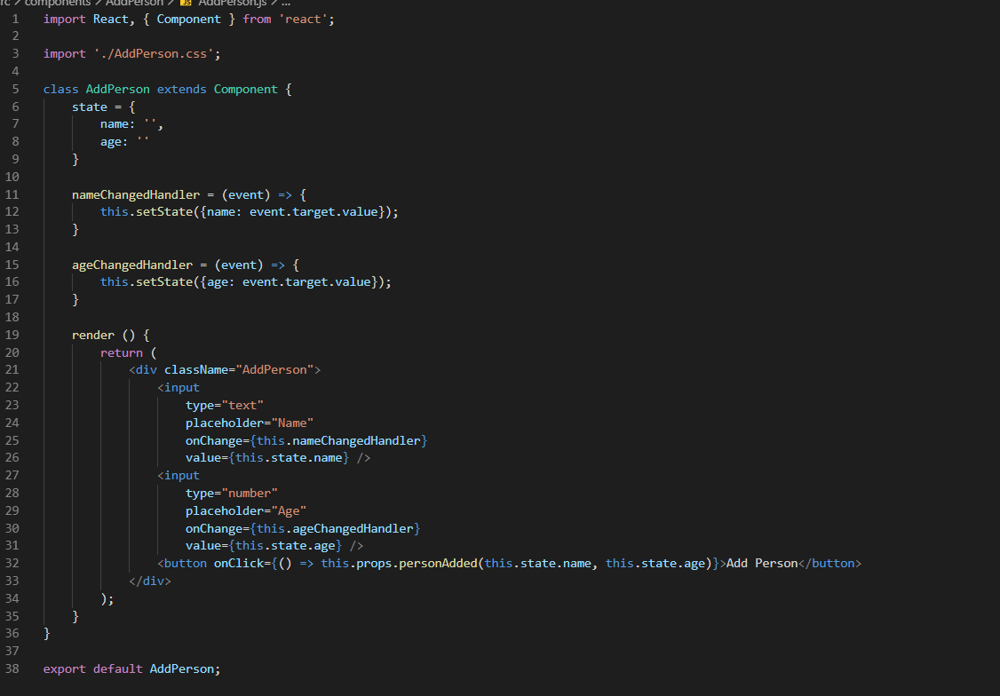 rc > components > AddPerson > JS AddPerson.js > ...
1 import React, { Component } from 'react';
2
3 import './AddPerson.css';
4
5 class AddPerson extends Component {
6     state = {
7         name: '',
8         age: ''
9     }
10
11     nameChangedHandler = (event) => {
12         this.setState({name: event.target.value});
13     }
14
15     ageChangedHandler = (event) => {
16         this.setState({age: event.target.value});
17     }
18
19     render () {
20         return (
21             <div className="AddPerson">
22                 <input
23                     type="text"
24                     placeholder="Name"
25                     onChange={this.nameChangedHandler}
26                     value={this.state.name} />
27                 <input
28                     type="number"
29                     placeholder="Age"
30                     onChange={this.ageChangedHandler}
31                     value={this.state.age} />
32                 <button onClick={() => this.props.personAdded(this.state.name, this.state.age)}>Add Person</button>
33             </div>
34         );
35     }
36 }
37
38 export default AddPerson;